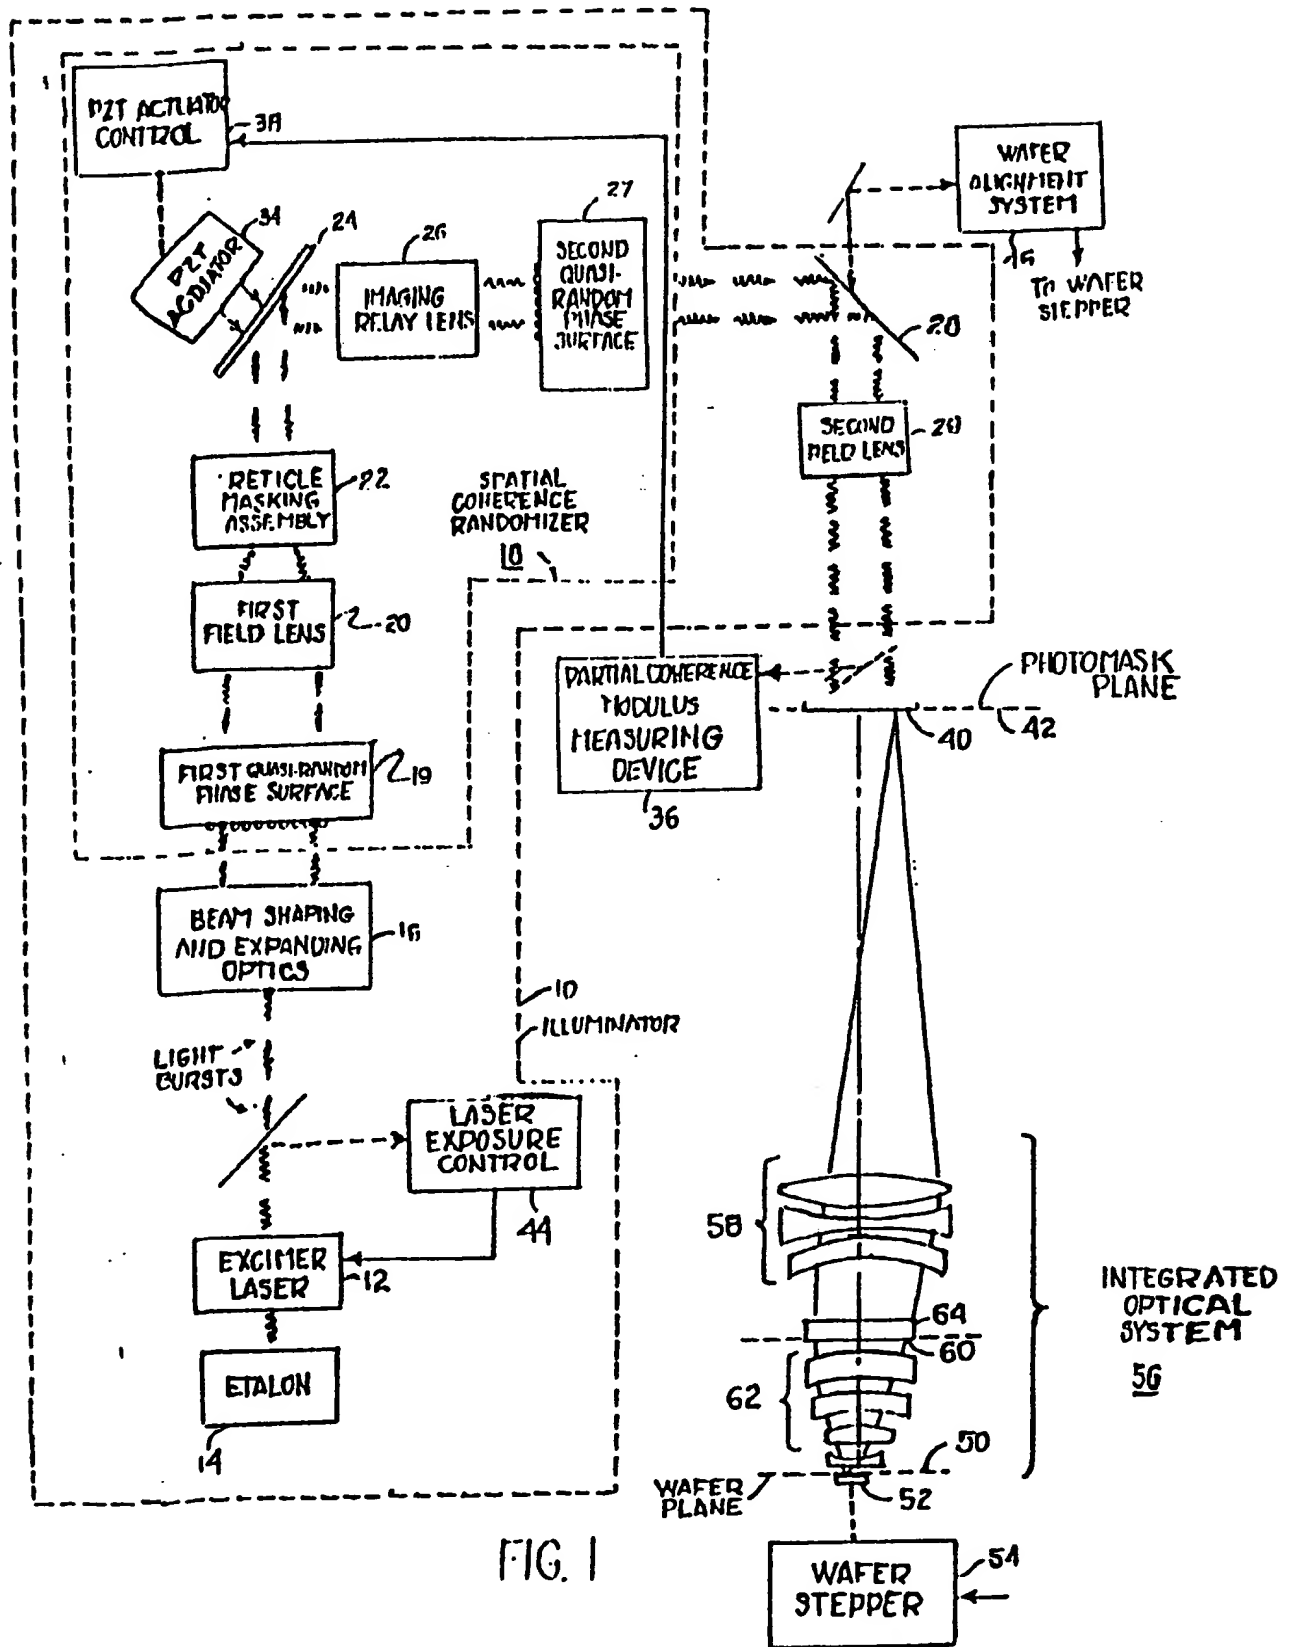 PZT ACTUATOR
CONTROL
38
34
PZT
ACTUATOR
24
26
IMAGING
RELAY LENS
27
SECOND
QUASI-
RANDOM
PHASE
SURFACE
WAFER
ALIGNMENT
SYSTEM
TO WAFER
STEPPER
28
SECOND
FIELD LENS
29
RETICLE
MASKING
ASSEMBLY
22
SPATIAL
COHERENCE
RANDOMIZER
18
FIRST
FIELD LENS
20
PARTIAL COHERENCE
MODULUS
MEASURING
DEVICE
36
PHOTOMASK
PLANE
40
42
FIRST QUASI-RANDOM
PHASE SURFACE
19
BEAM SHAPING
AND EXPANDING
OPTICS
16
10
ILLUMINATOR
LIGHT
BURSTS
LASER
EXPOSURE
CONTROL
44
EXCIMER
LASER
12
ETALON
14
58
64
60
62
INTEGRATED
OPTICAL
SYSTEM
56
50
WAFER
PLANE
52
WAFER
STEPPER
54
FIG. 1